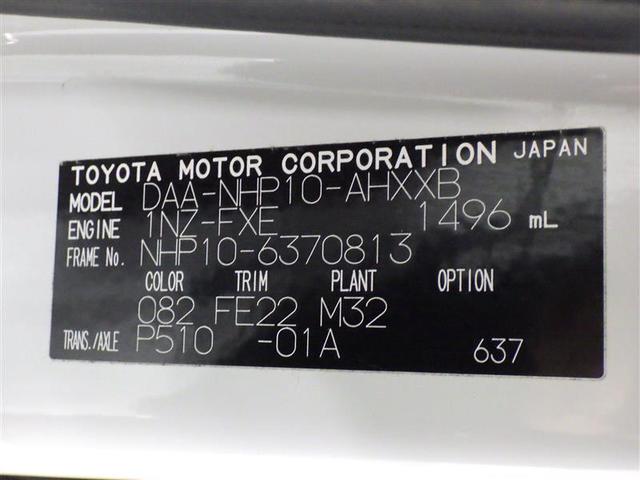 TOYOTA MOTOR CORPORATION JAPAN
MODEL DAA-NHP10-AHXXB
ENGINE 1NZ-FXE 1496 mL
FRAME No. NHP10-6370813
COLOR TRIM PLANT OPTION
082 FE22 M32
TRANS./AXLE P510 -01A 637